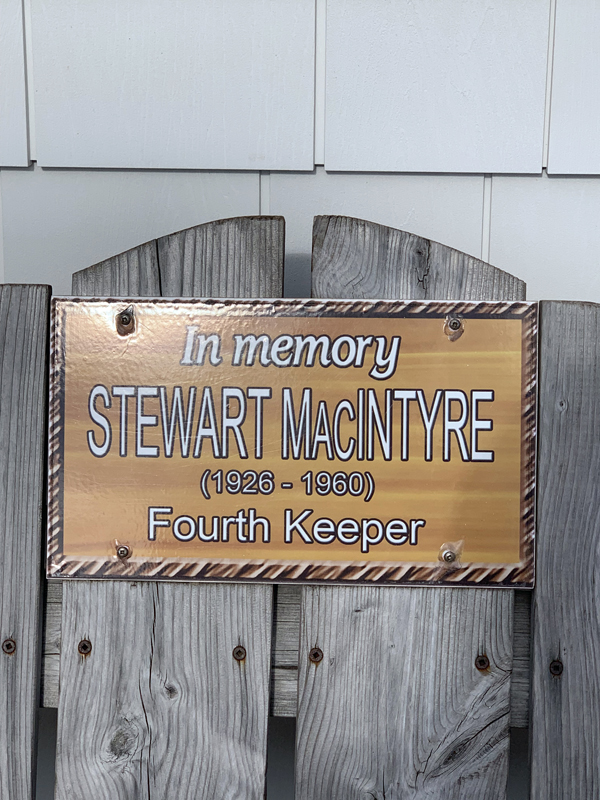 In memory
STEWART MACINTYRE
(1926 - 1960)
Fourth Keeper